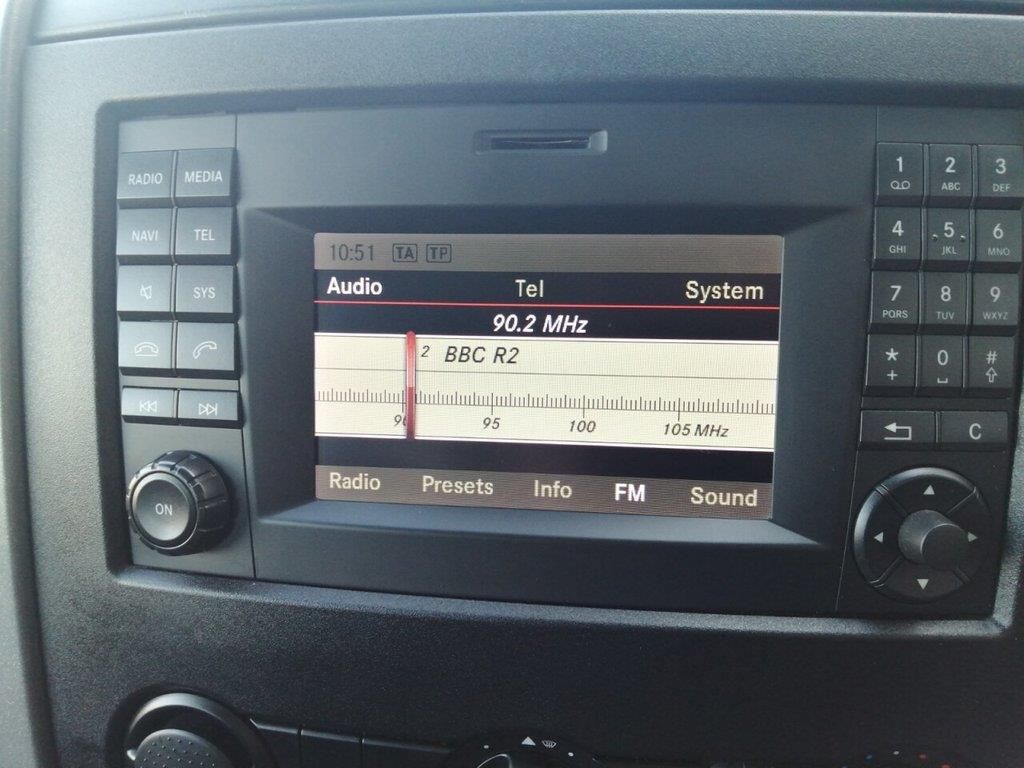 RADIO MEDIA
NAVI TEL
SYS
ON
10:51 TA TP
Audio Tel System
90.2 MHz
2 BBC R2
90 95 100 105 MHz
Radio Presets Info FM Sound
1 2 3
ABC DEF
4 5 6
GHI JKL MNO
7 8 9
PQRS TUV WXYZ
* 0 #
+
C